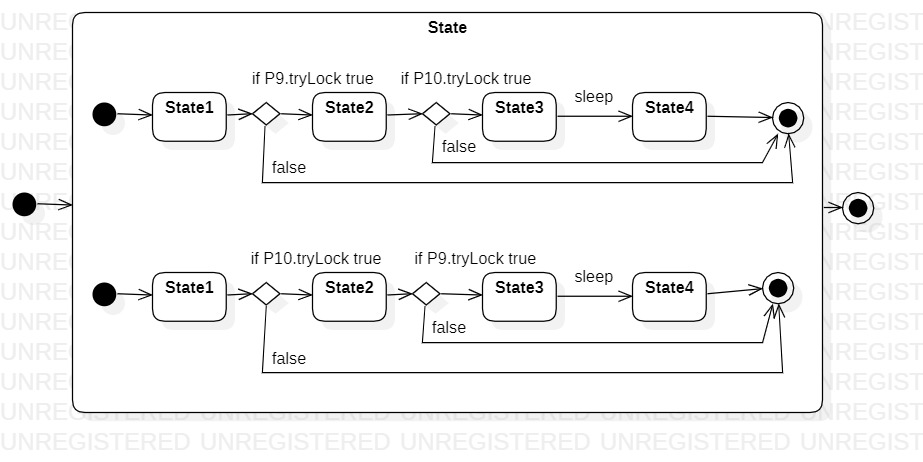 State
if P9.tryLock true
if P10.tryLock true
State1
State2
State3
sleep
State4
false
false
if P10.tryLock true
if P9.tryLock true
State1
State2
State3
sleep
State4
false
false
UNREGISTERED UNREGISTERED UNREGISTERED UNREGISTERED UNREGIST